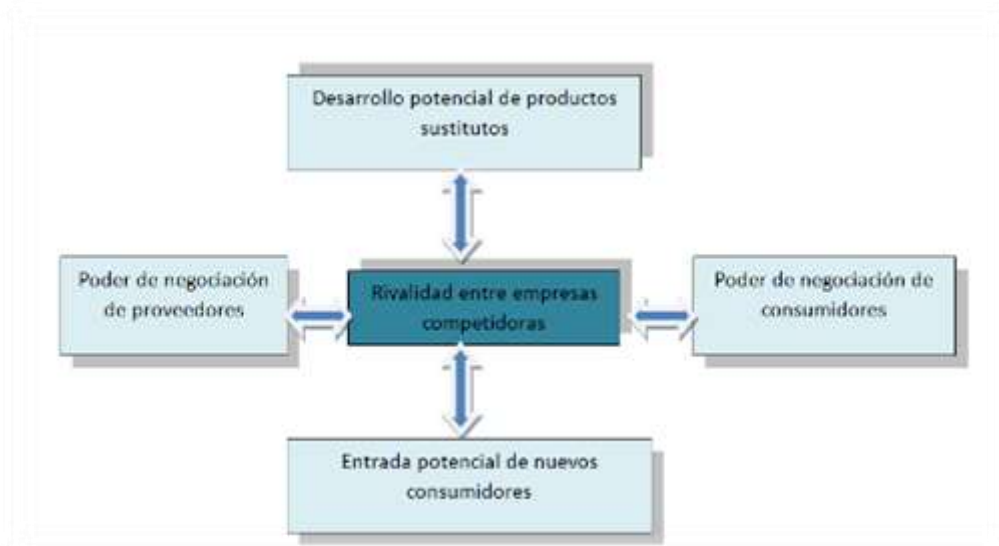 Desarrollo potencial de productos
sustitutos
Poder de negociación
de proveedores
Rivalidad entre empresas
competidoras
Poder de negociación de
consumidores
Entrada potencial de nuevos
consumidores